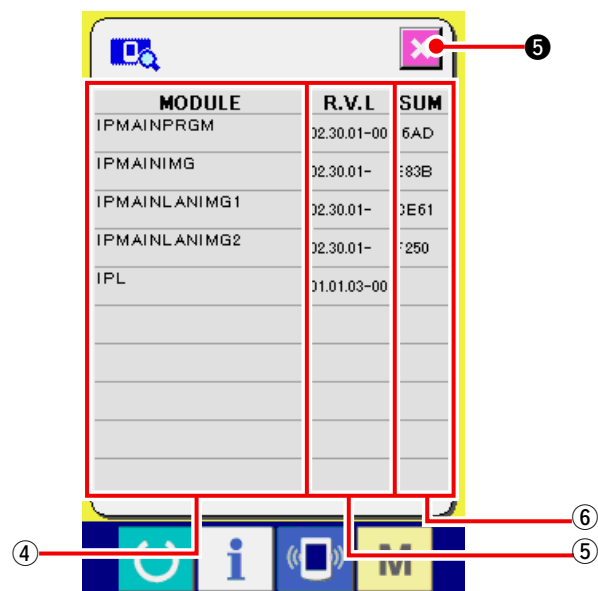 ❺
MODULE R.V.L SUM
IPMAINPRGM 02.30.01-00 6AD
IPMAINIMG 02.30.01- E83B
IPMAINLANIMG1 02.30.01- CE61
IPMAINLANIMG2 02.30.01- F250
IPL 01.01.03-00
⑥
④ ⑤
i M